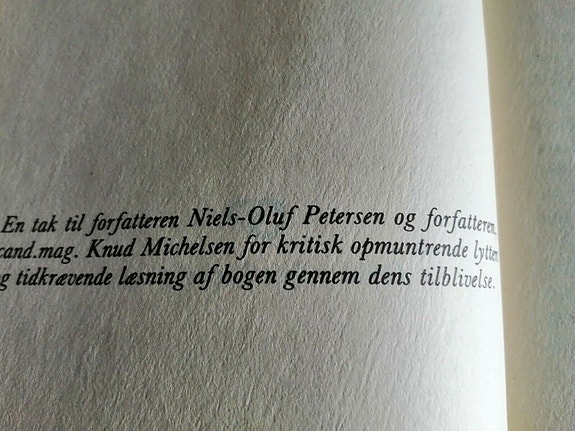 En tak til forfatteren Niels-Oluf Petersen og forfatteren,
cand.mag. Knud Michelsen for kritisk opmuntrende lytten
og tidkrævende læsning af bogen gennem dens tilblivelse.